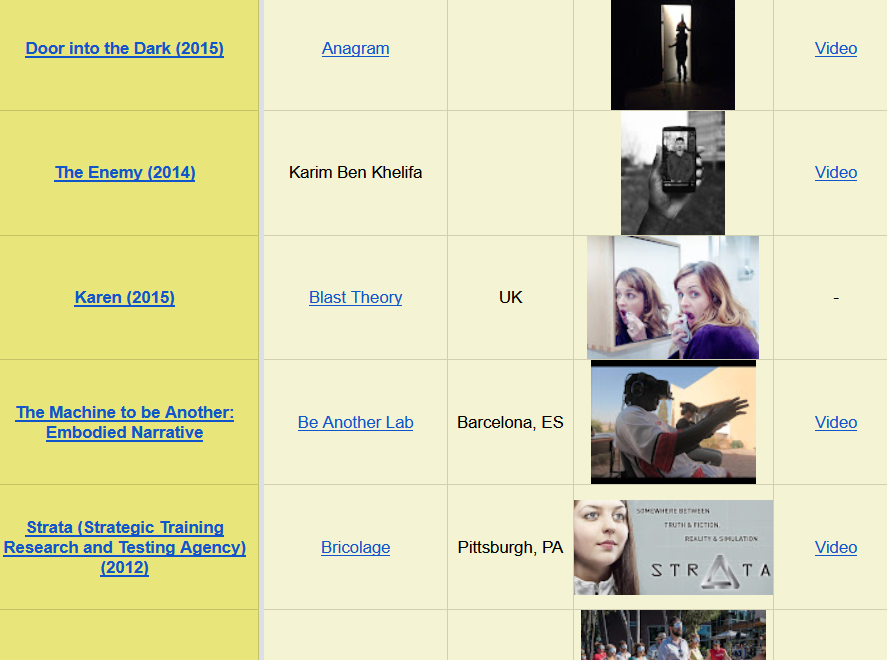 Door into the Dark (2015)
Anagram
Video
The Enemy (2014)
Karim Ben Khelifa
Video
Karen (2015)
Blast Theory
UK
-
The Machine to be Another:
Embodied Narrative
Be Another Lab
Barcelona, ES
Video
Strata (Strategic Training
Research and Testing Agency)
(2012)
Bricolage
Pittsburgh, PA
SOMEWHERE BETWEEN
TRUTH & FICTION,
REALITY & SIMULATION
STRATA
Video